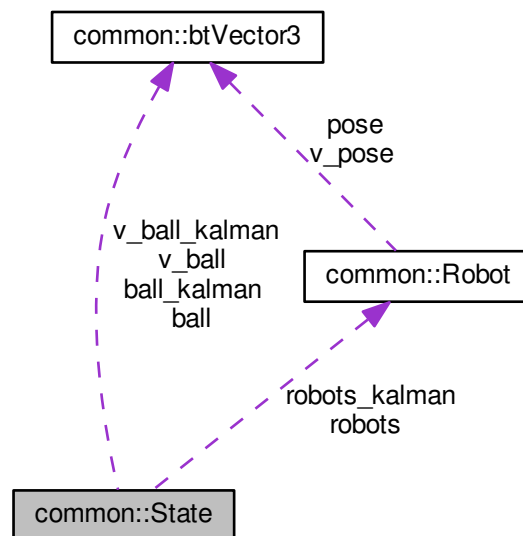 common::btVector3
pose
v_pose
v_ball_kalman
v_ball
ball_kalman
ball
common::Robot
robots_kalman
robots
common::State